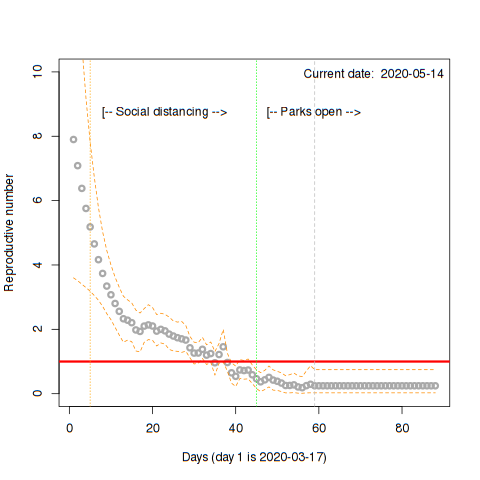 Current date:  2020-05-14
[-- Social distancing --> [-- Parks open -->
10
8
6
4
2
0
Reproductive number
0 20 40 60 80
Days (day 1 is 2020-03-17)